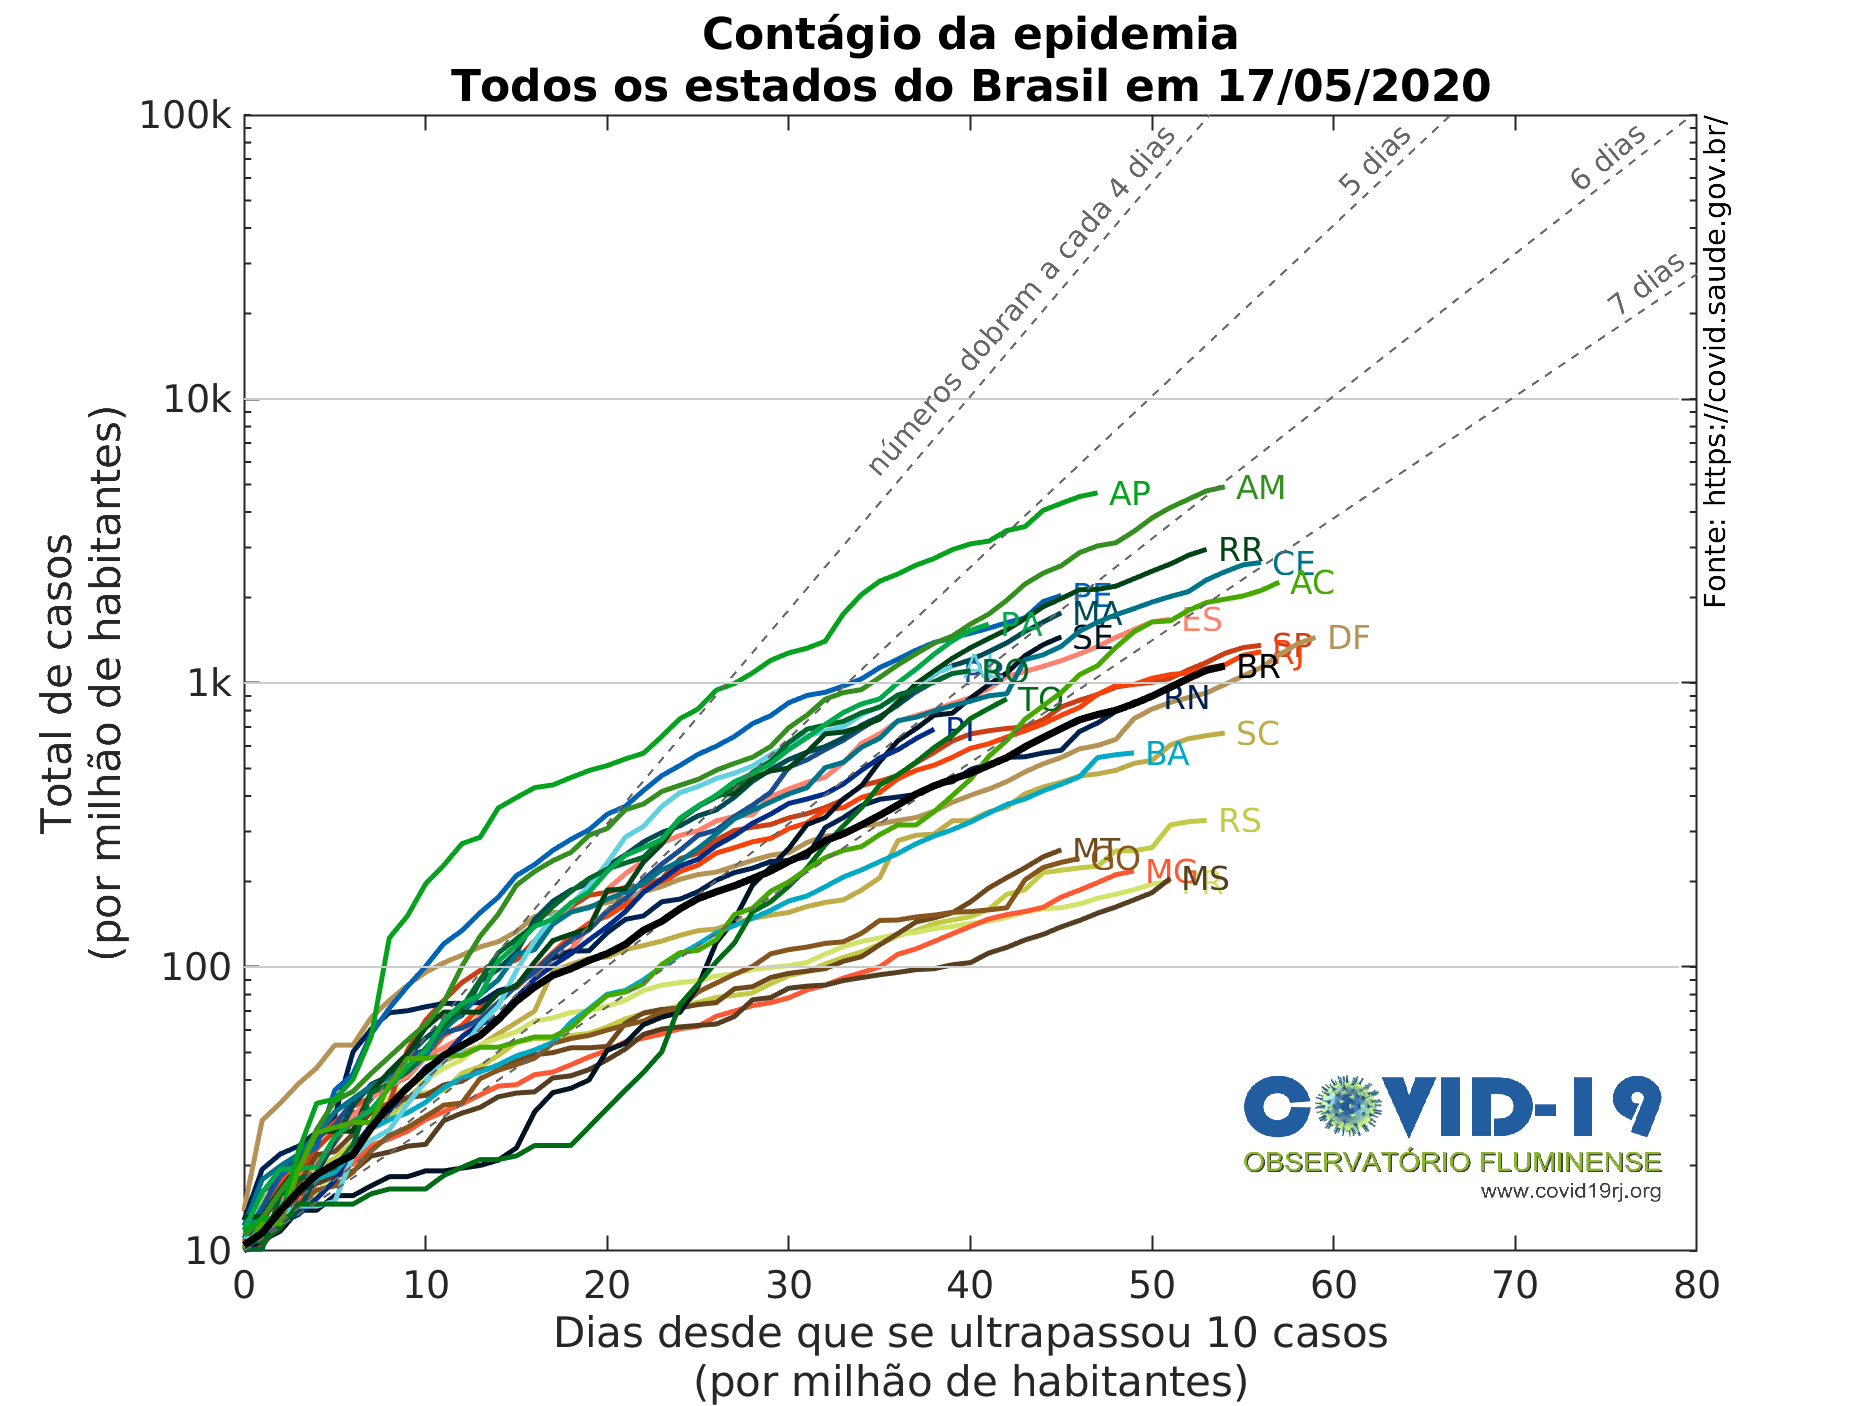 Contágio da epidemia
Todos os estados do Brasil em 17/05/2020
100k
10k
1k
100
10
Total de casos
(por milhão de habitantes)
números dobram a cada 4 dias
5 dias
6 dias
7 dias
Fonte: https://covid.saude.gov.br/
AP
AM
RR
CE
AC
PE
MA
PA
ES
SE
DF
SP
RJ
BR
AL
RO
TO
RN
PI
SC
BA
RS
MT
GO
MG
MS
PR
COVID-19
OBSERVATÓRIO FLUMINENSE
www.covid19rj.org
0 10 20 30 40 50 60 70 80
Dias desde que se ultrapassou 10 casos
(por milhão de habitantes)